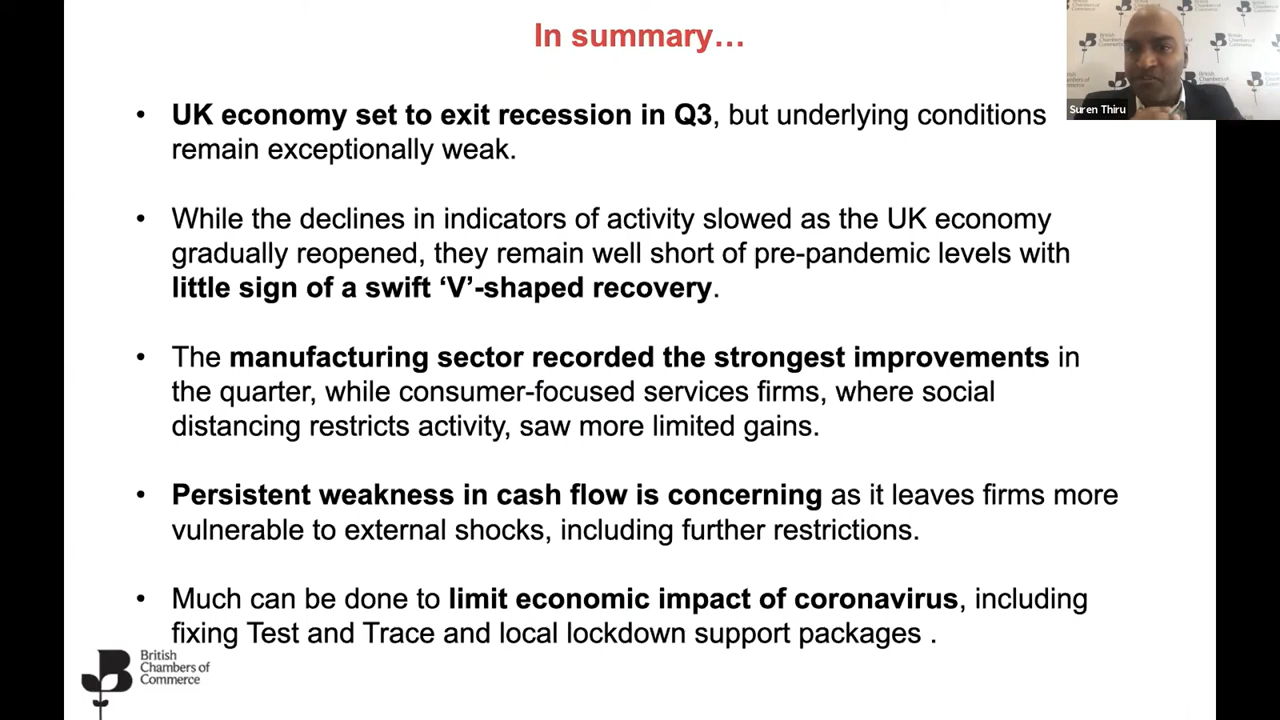 In summary…
• UK economy set to exit recession in Q3, but underlying conditions
remain exceptionally weak.
• While the declines in indicators of activity slowed as the UK economy
gradually reopened, they remain well short of pre-pandemic levels with
little sign of a swift ‘V’-shaped recovery.
• The manufacturing sector recorded the strongest improvements in
the quarter, while consumer-focused services firms, where social
distancing restricts activity, saw more limited gains.
• Persistent weakness in cash flow is concerning as it leaves firms more
vulnerable to external shocks, including further restrictions.
• Much can be done to limit economic impact of coronavirus, including
fixing Test and Trace and local lockdown support packages .
British
Chambers of
Commerce
Suren Thiru